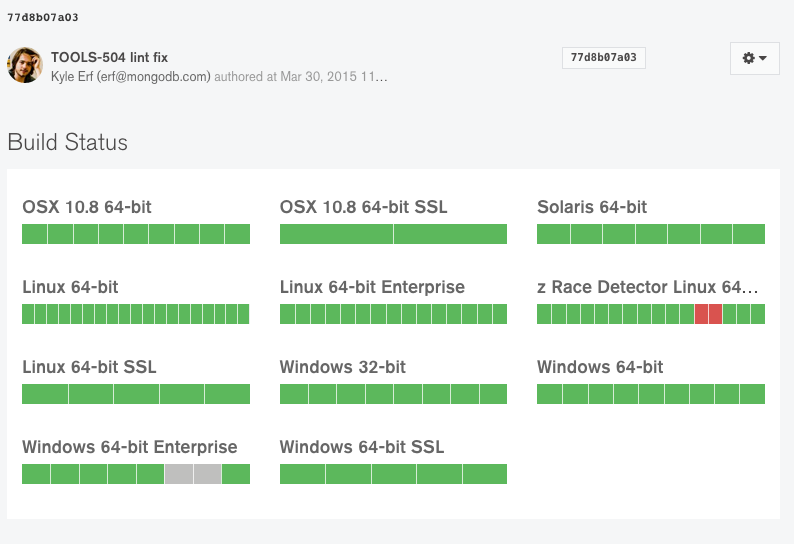 77d8b07a03
TOOLS-504 lint fix
77d8b07a03
Kyle Erf (erf@mongodb.com) authored at Mar 30, 2015 11…
Build Status
OSX 10.8 64-bit
OSX 10.8 64-bit SSL
Solaris 64-bit
Linux 64-bit
Linux 64-bit Enterprise
z Race Detector Linux 64…
Linux 64-bit SSL
Windows 32-bit
Windows 64-bit
Windows 64-bit Enterprise
Windows 64-bit SSL